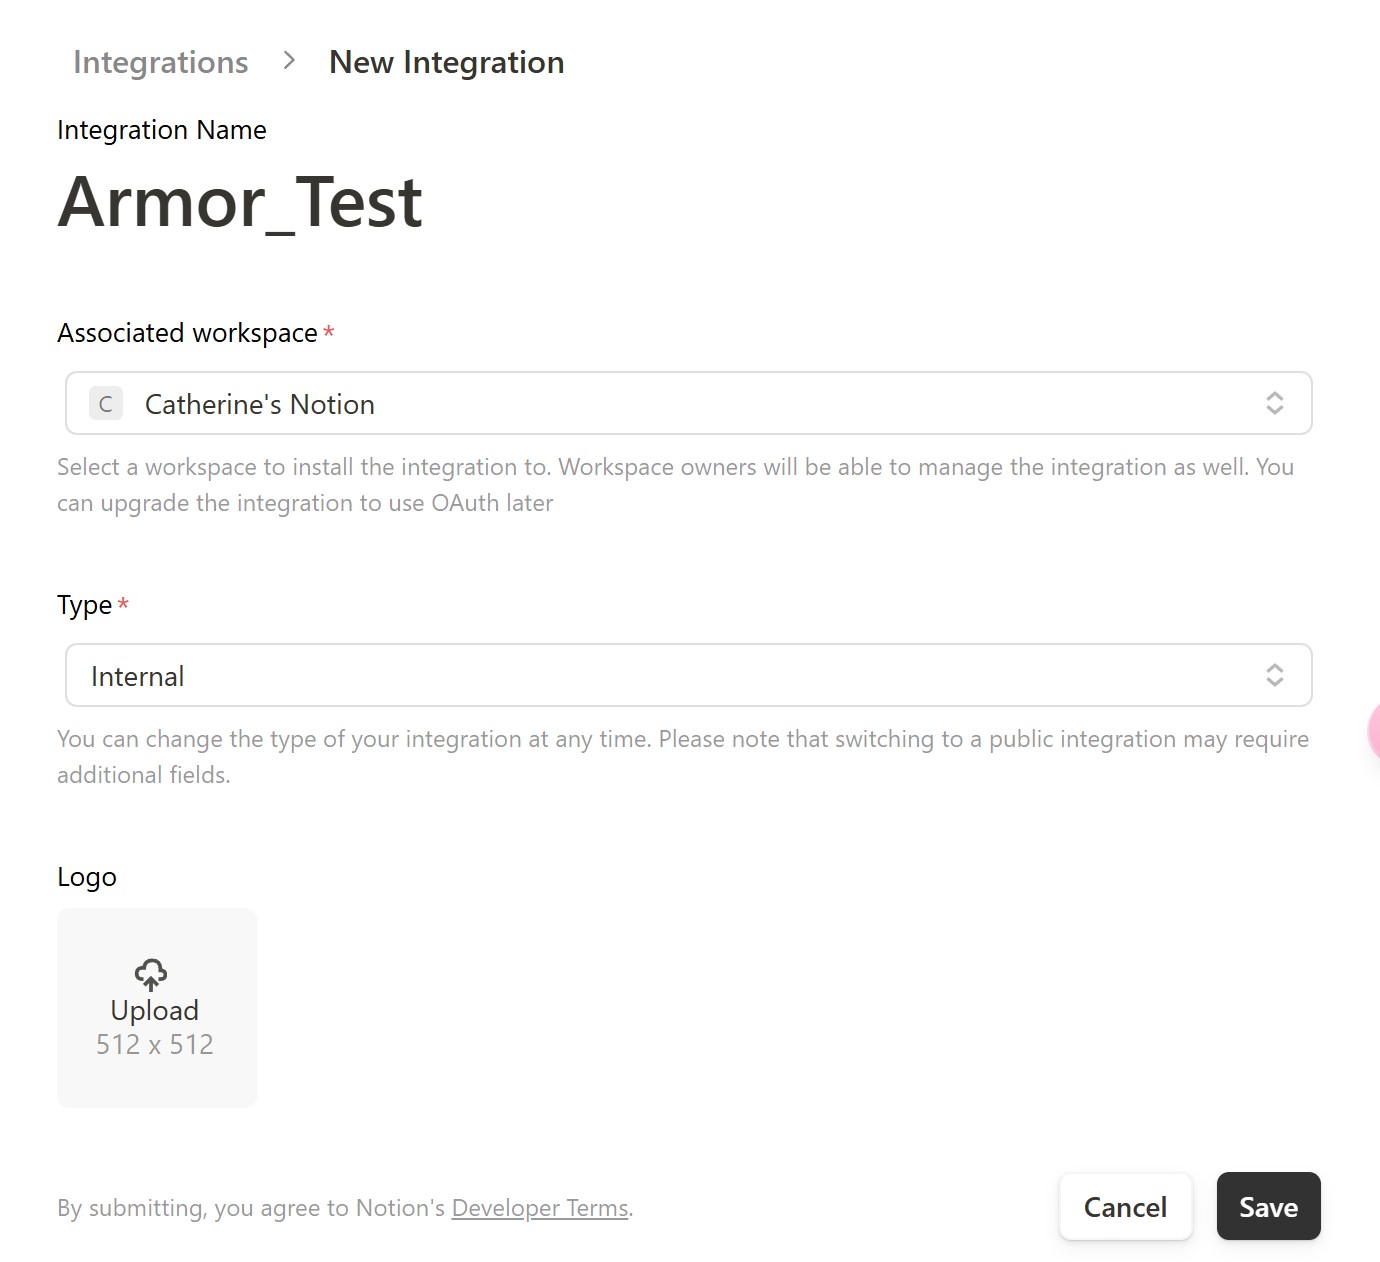 Integrations > New Integration
Integration Name
Armor_Test
Associated workspace *
C Catherine's Notion
Select a workspace to install the integration to. Workspace owners will be able to manage the integration as well. You
can upgrade the integration to use OAuth later
Type *
Internal
You can change the type of your integration at any time. Please note that switching to a public integration may require
additional fields.
Logo
Upload
512 x 512
By submitting, you agree to Notion's Developer Terms.
Cancel
Save